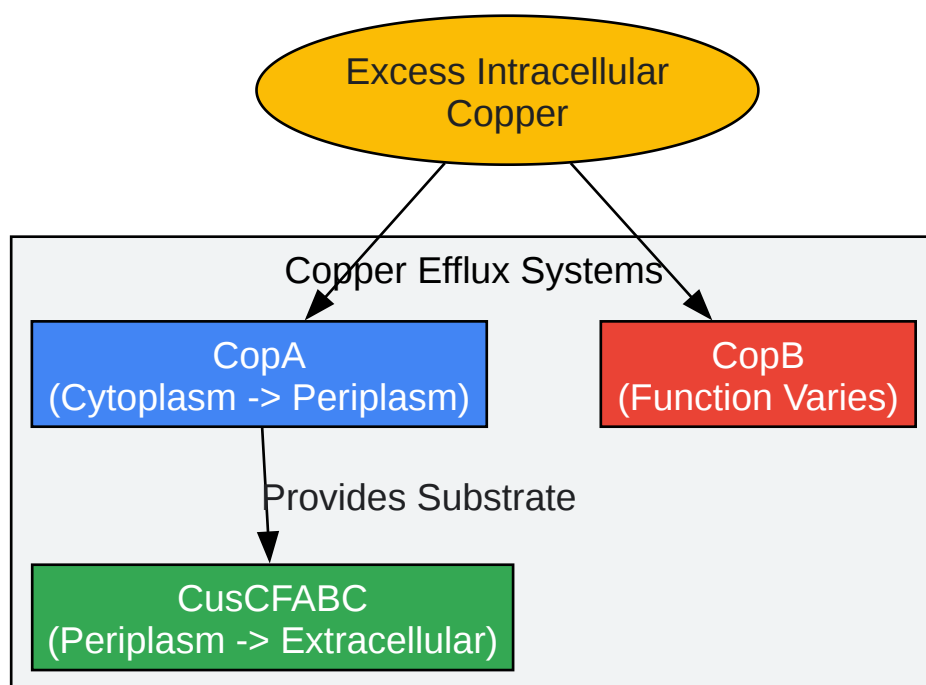 Excess Intracellular
Copper
Copper Efflux Systems
CopA
(Cytoplasm -> Periplasm)
CopB
(Function Varies)
Provides Substrate
CusCFABC
(Periplasm -> Extracellular)